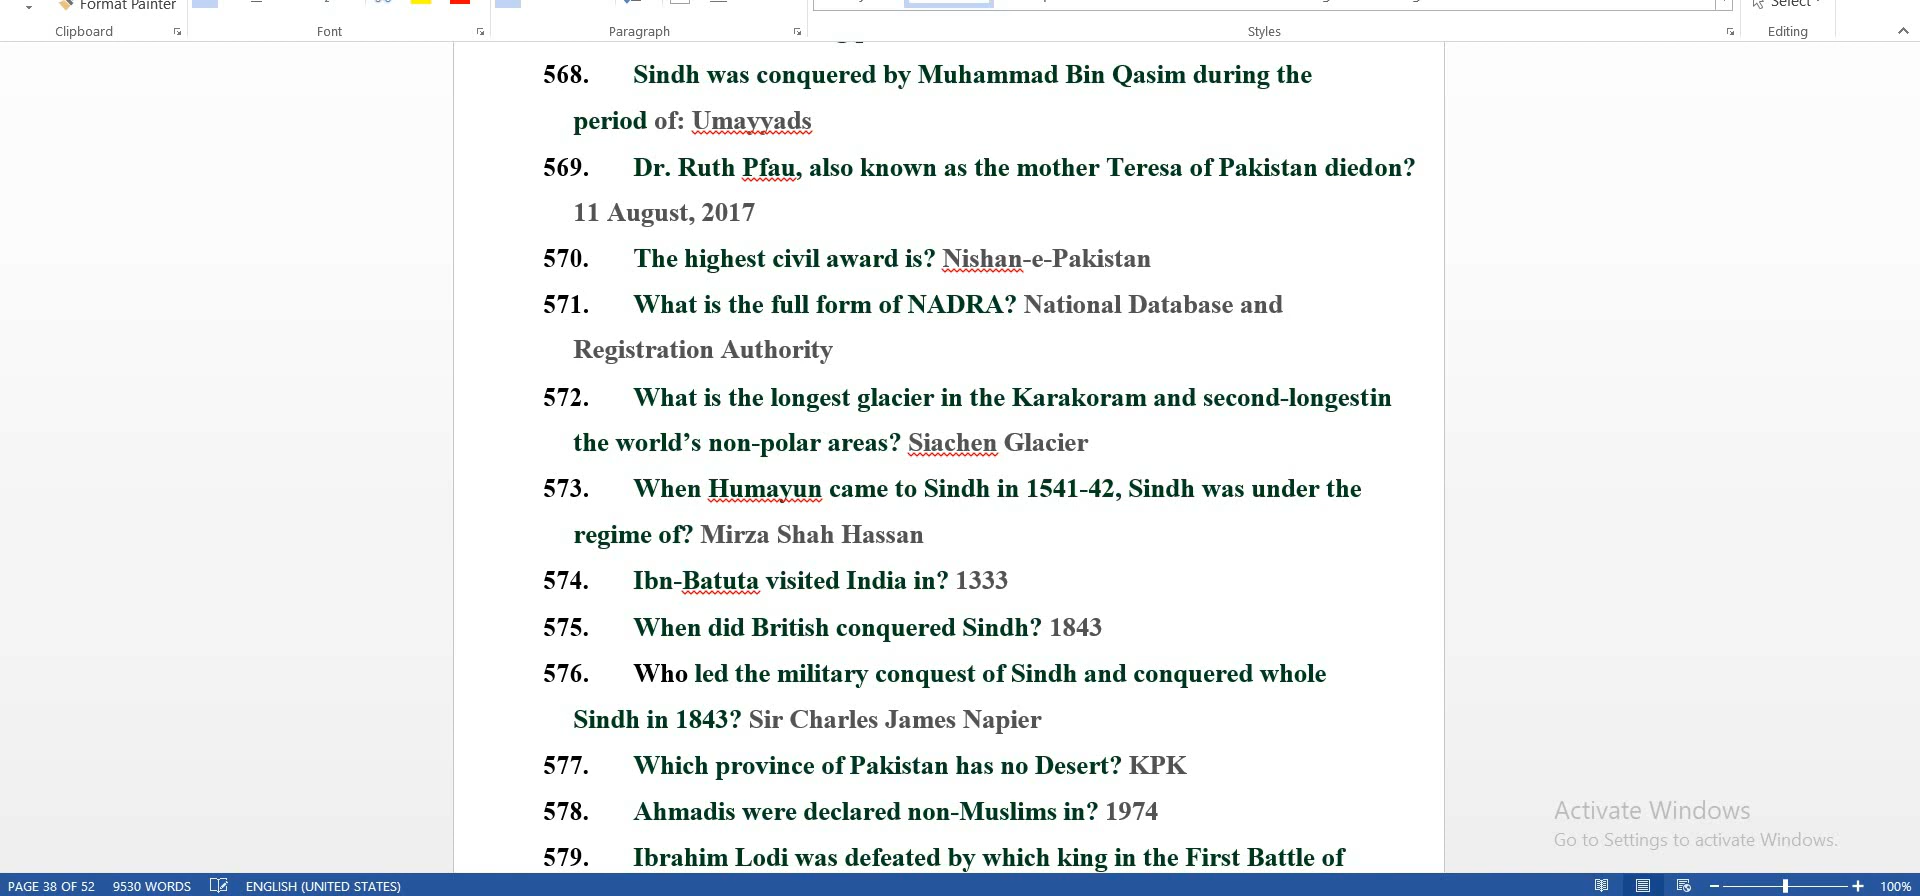 Format Painter
Select
Clipboard
Font
Paragraph
Styles
Editing
568. Sindh was conquered by Muhammad Bin Qasim during the
period of: Umayyads
569. Dr. Ruth Pfau, also known as the mother Teresa of Pakistan diedon?
11 August, 2017
570. The highest civil award is? Nishan-e-Pakistan
571. What is the full form of NADRA? National Database and
Registration Authority
572. What is the longest glacier in the Karakoram and second-longestin
the world’s non-polar areas? Siachen Glacier
573. When Humayun came to Sindh in 1541-42, Sindh was under the
regime of? Mirza Shah Hassan
574. Ibn-Batuta visited India in? 1333
575. When did British conquered Sindh? 1843
576. Who led the military conquest of Sindh and conquered whole
Sindh in 1843? Sir Charles James Napier
577. Which province of Pakistan has no Desert? KPK
578. Ahmadis were declared non-Muslims in? 1974
579. Ibrahim Lodi was defeated by which king in the First Battle of
Activate Windows
Go to Settings to activate Windows.
PAGE 38 OF 52 9530 WORDS ENGLISH (UNITED STATES) 100%